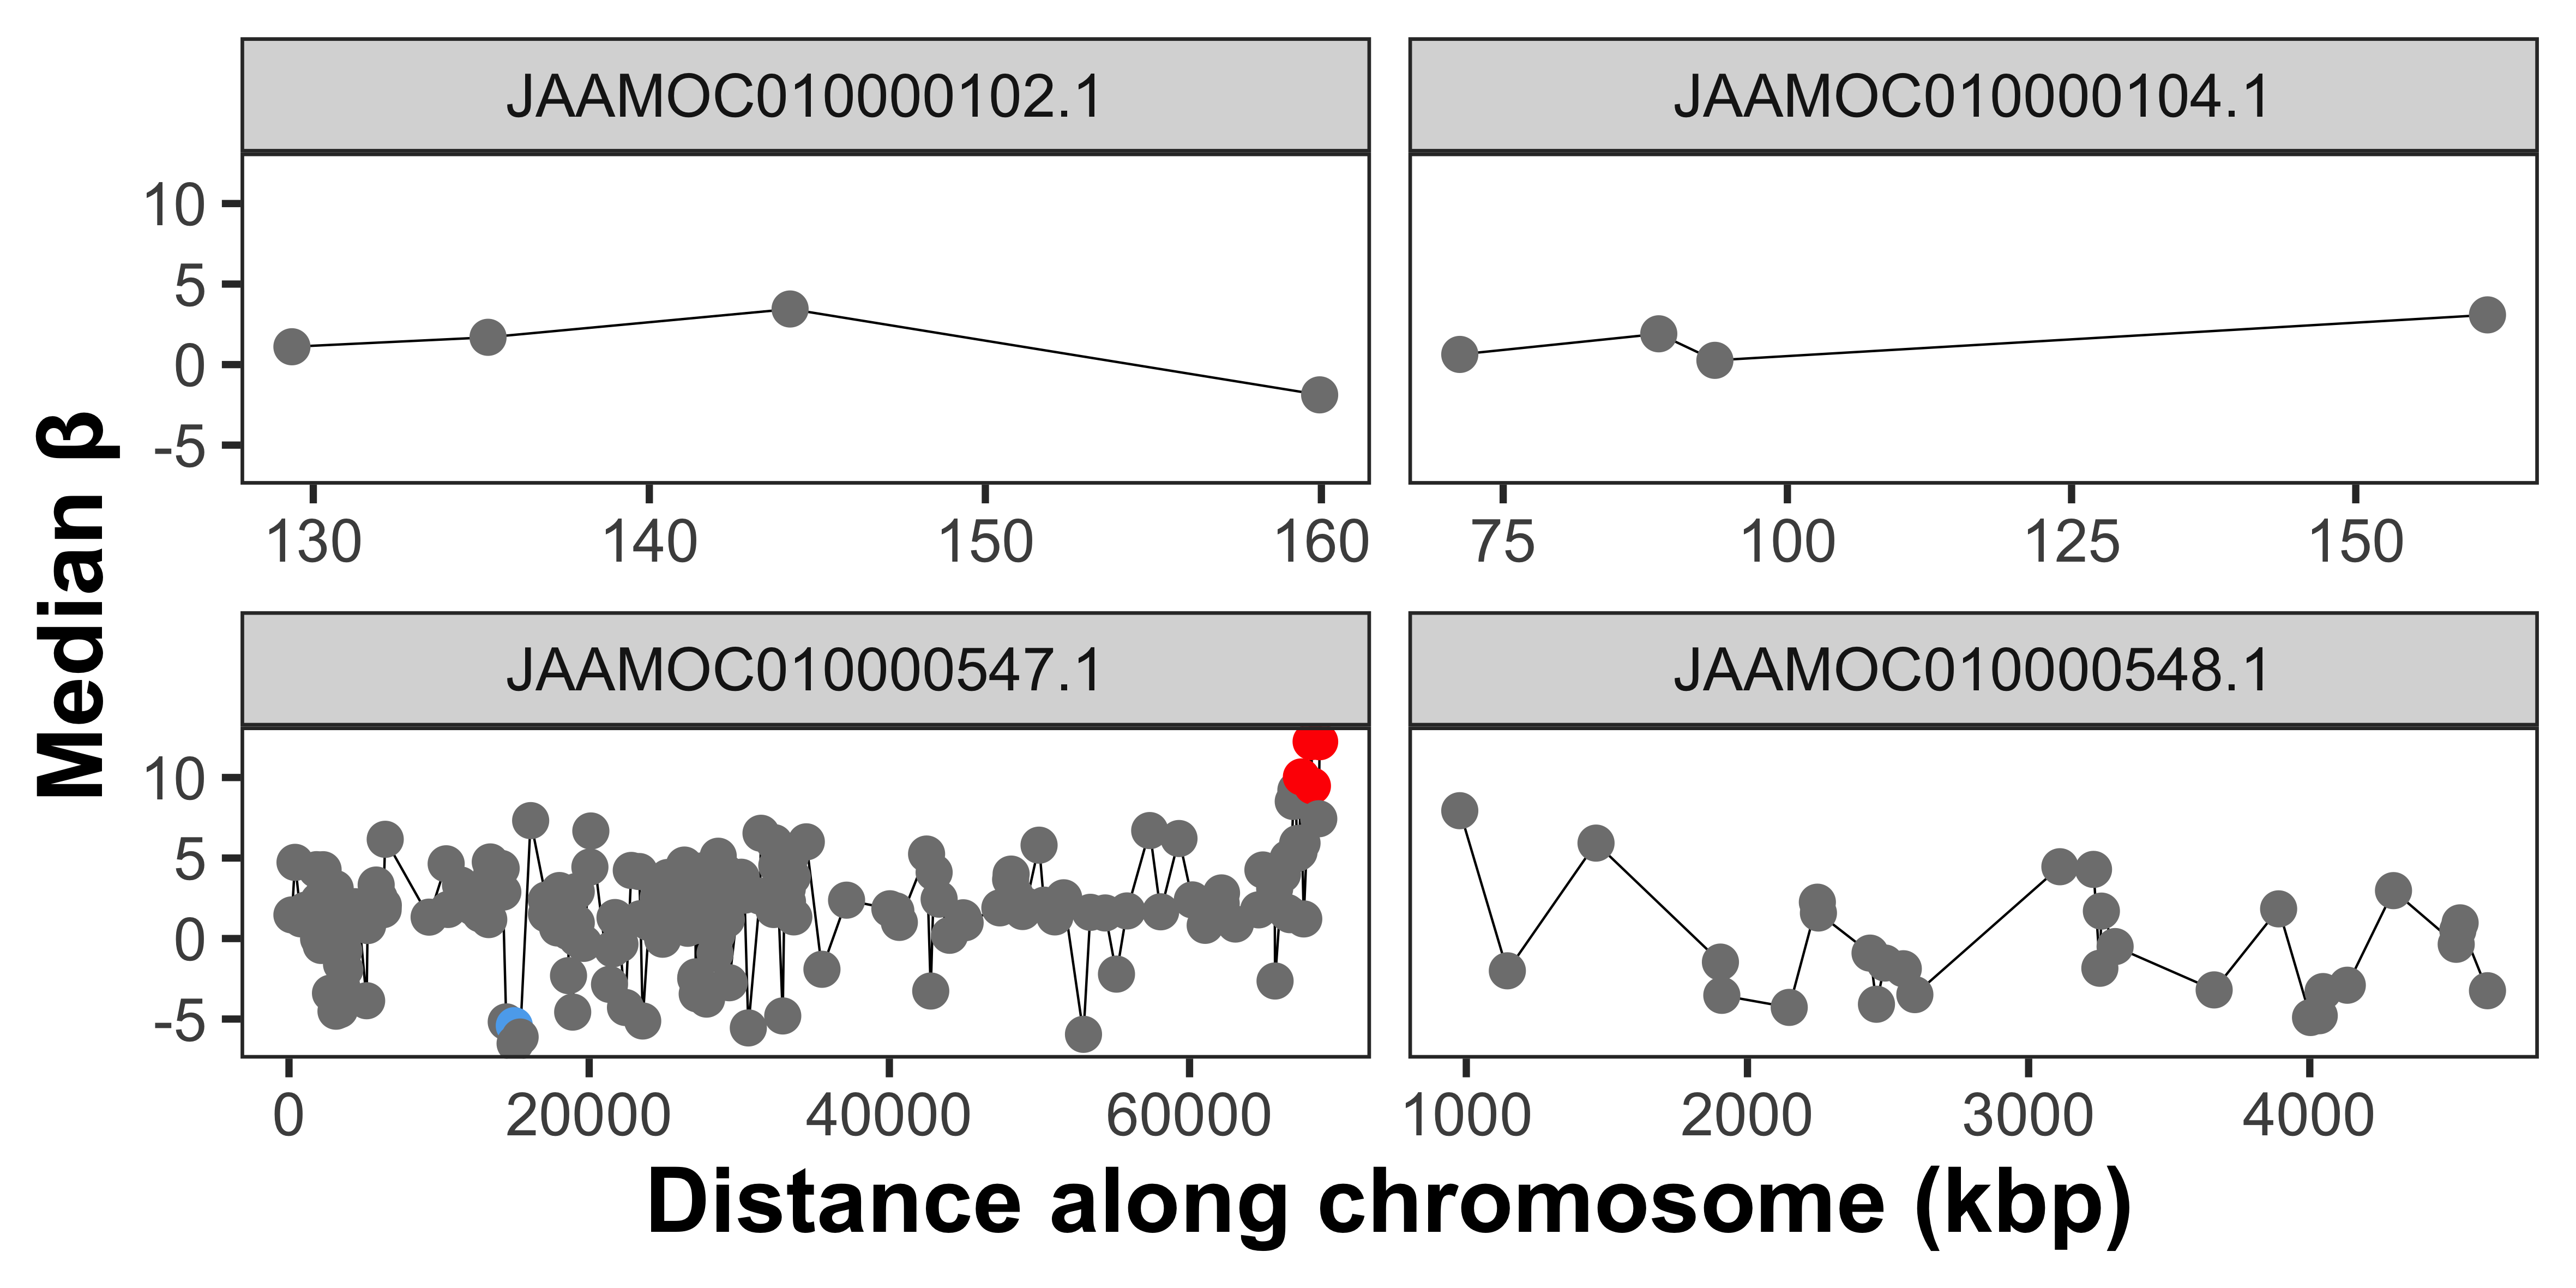 JAAMOC010000102.1 JAAMOC010000104.1
10
5
0
-5
130 140 150 160 75 100 125 150
Median β
JAAMOC010000547.1 JAAMOC010000548.1
10
5
0
-5
0 20000 40000 60000 1000 2000 3000 4000
Distance along chromosome (kbp)